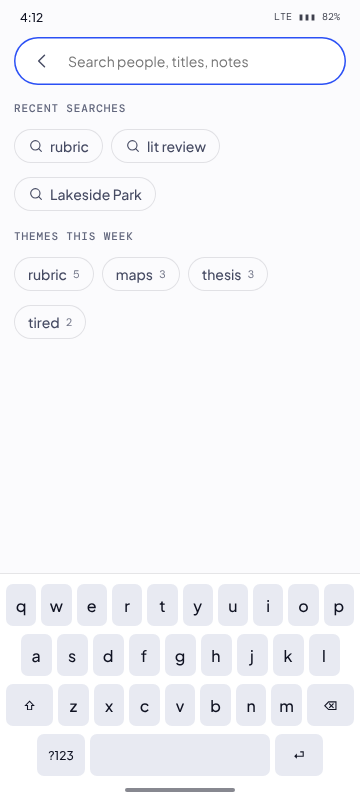 4:12 LTE 82%
Search people, titles, notes
RECENT SEARCHES
rubric lit review
Lakeside Park
THEMES THIS WEEK
rubric 5 maps 3 thesis 3
tired 2
q w e r t y u i o p
a s d f g h j k l
z x c v b n m
?123